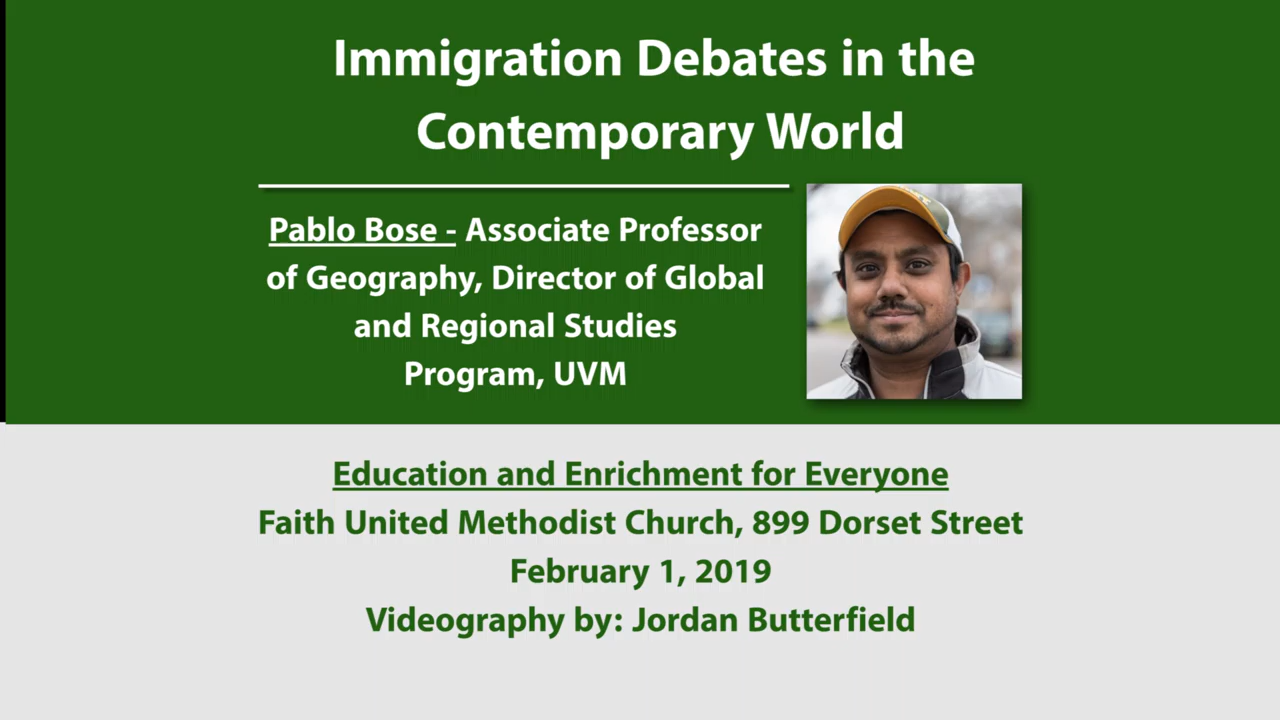 Immigration Debates in the
Contemporary World
Pablo Bose - Associate Professor
of Geography, Director of Global
and Regional Studies
Program, UVM
Education and Enrichment for Everyone
Faith United Methodist Church, 899 Dorset Street
February 1, 2019
Videography by: Jordan Butterfield